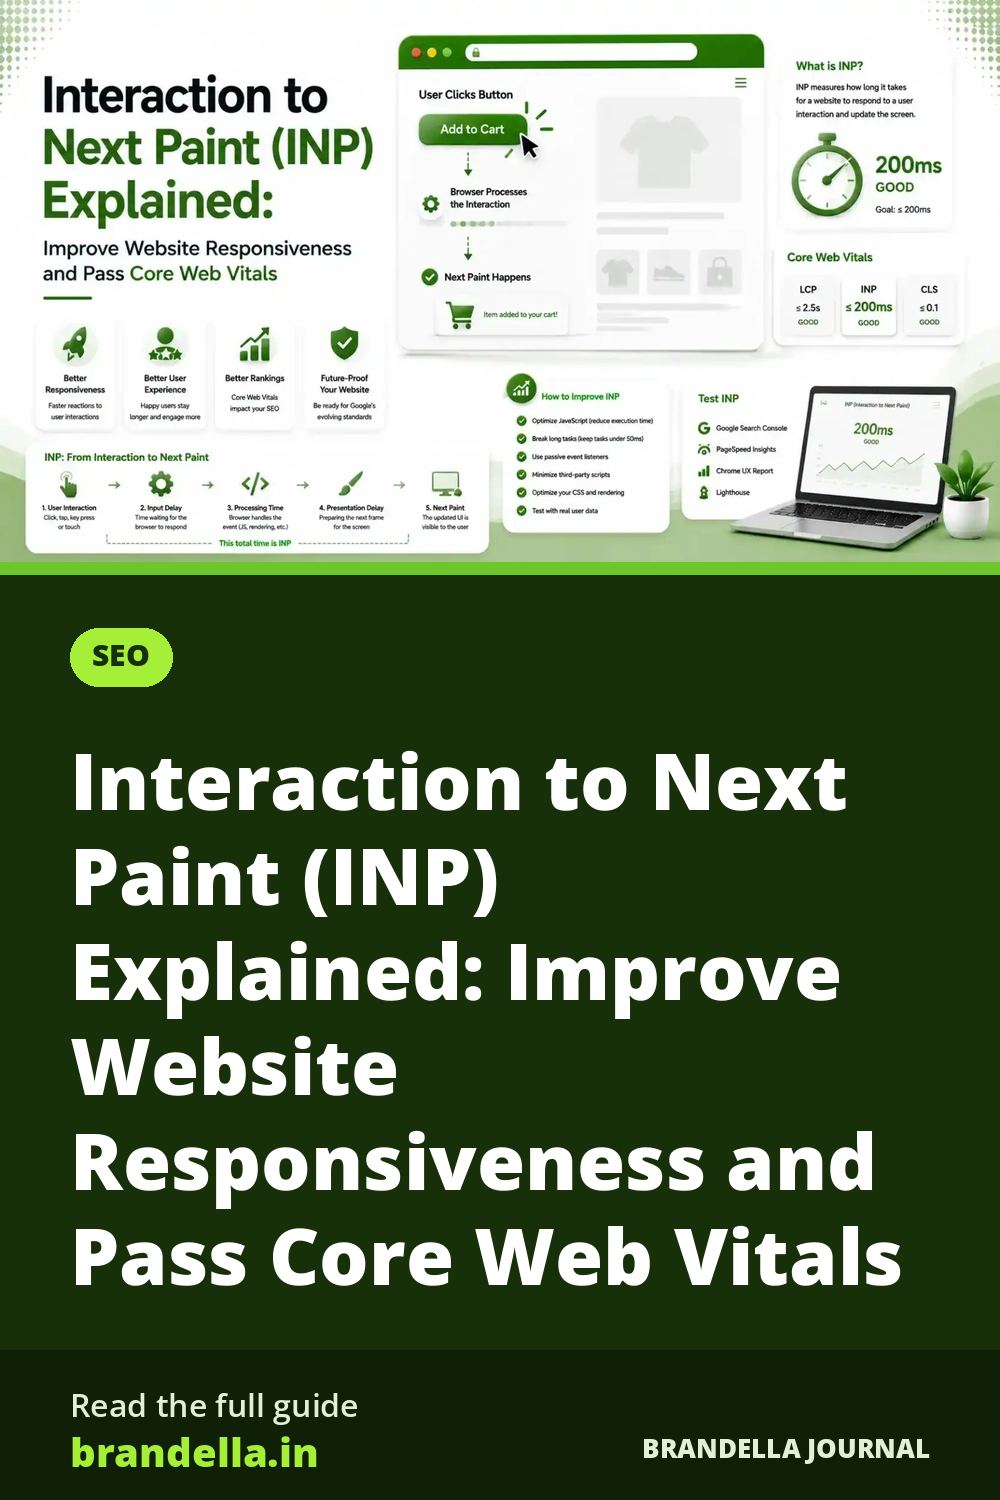 Interaction to
Next Paint (INP)
Explained:
Improve Website Responsiveness
and Pass Core Web Vitals
Better
Responsiveness
Faster reactions to
user interactions
Better User
Experience
Happy users stay
longer and engage more
Better Rankings
Core Web Vitals
impact your SEO
Future-Proof
Your Website
Be ready for Google's
evolving standards
User Clicks Button
Add to Cart
Browser Processes
the Interaction
Next Paint Happens
Item added to your cart!
What is INP?
INP measures how long it takes
for a website to respond to a user
interaction and update the screen.
200ms
GOOD
Goal: ≤ 200ms
Core Web Vitals
LCP
≤ 2.5s
GOOD
INP
≤ 200ms
GOOD
CLS
≤ 0.1
GOOD
INP: From Interaction to Next Paint
1. User Interaction
Click, tap, key press
or touch
2. Input Delay
Time waiting for the
browser to respond
3. Processing Time
Browser handles the
event (JS, rendering, etc.)
4. Presentation Delay
Preparing the next frame
for the screen
5. Next Paint
The updated UI is
visible to the user
This total time is INP
How to Improve INP
Optimize JavaScript (reduce execution time)
Break long tasks (keep tasks under 50ms)
Use passive event listeners
Minimize third-party scripts
Optimize your CSS and rendering
Test with real user data
Test INP
Google Search Console
PageSpeed Insights
Chrome UX Report
Lighthouse
INP (Interaction to Next Paint)
200ms
GOOD
SEO
Interaction to Next
Paint (INP)
Explained: Improve
Website
Responsiveness and
Pass Core Web Vitals
Read the full guide
brandella.in
BRANDELLA JOURNAL